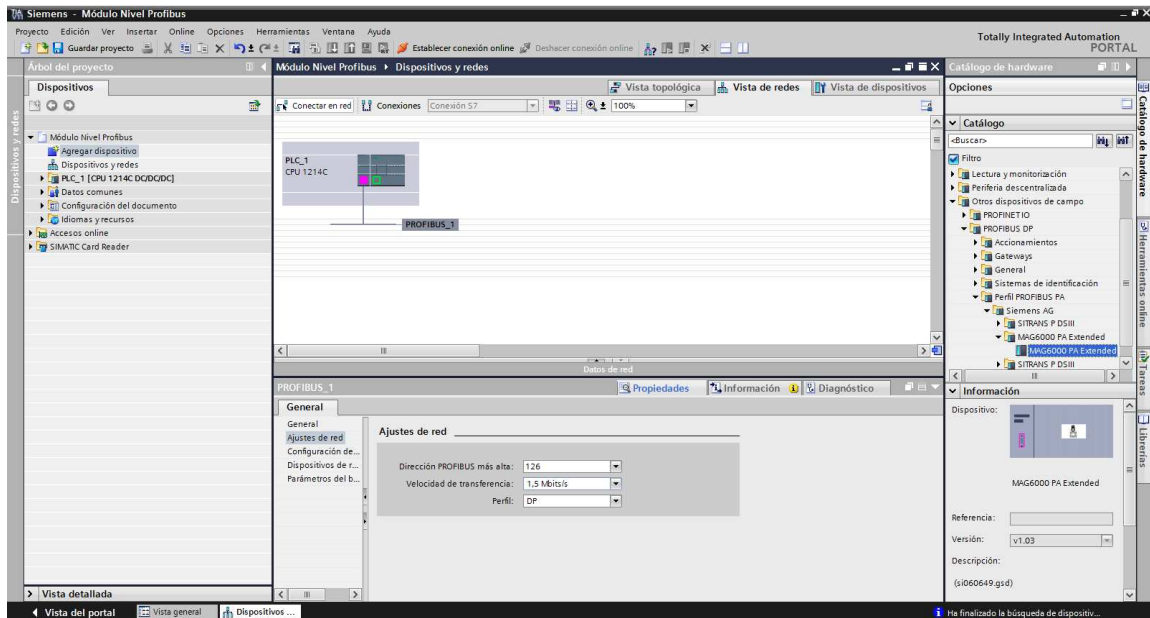 Siemens - Módulo Nivel Profibus
Proyecto Edición Ver Insertar Online Opciones Herramientas Ventana Ayuda
Totally Integrated Automation
PORTAL
Guardar proyecto Establecer conexión online Deshacer conexión online
Árbol del proyecto
Módulo Nivel Profibus Dispositivos y redes
Catálogo de hardware
Dispositivos
Vista topológica Vista de redes Vista de dispositivos
Opciones
Conectar en red Conexiones Conexión S7 100%
Catálogo
<Buscar>
Filtro
Módulo Nivel Profibus
Agregar dispositivo
Dispositivos y redes
PLC_1 [CPU 1214C DC/DC/DC]
Datos comunes
Configuración del documento
Idiomas y recursos
Accesos online
SIMATIC Card Reader
PLC_1
CPU 1214C
PROFIBUS_1
Lectura y monitorización
Periferia descentralizada
Otros dispositivos de campo
PROFINET IO
PROFIBUS DP
Accionamientos
Gateways
General
Sistemas de identificación
Perfil PROFIBUS PA
Siemens AG
SITRANS P DSIII
MAG6000 PA Extended
MAG6000 PA Extended
SITRANS P DSIII
Datos de red
PROFIBUS_1
Propiedades Información Diagnóstico
General
General
Ajustes de red
Configuración de...
Dispositivos de r...
Parámetros del b...
Ajustes de red
Dirección PROFIBUS más alta: 126
Velocidad de transferencia: 1,5 Mbits/s
Perfil: DP
Información
Dispositivo:
MAG6000 PA Extended
Referencia:
Versión: v1.03
Descripción:
(si060649.gsd)
Dispositivos y redes
Catálogo de hardware
Herramientas online
Tareas
Librerías
Vista detallada
Vista del portal Vista general Dispositivos ...
Ha finalizado la búsqueda de dispositiv...